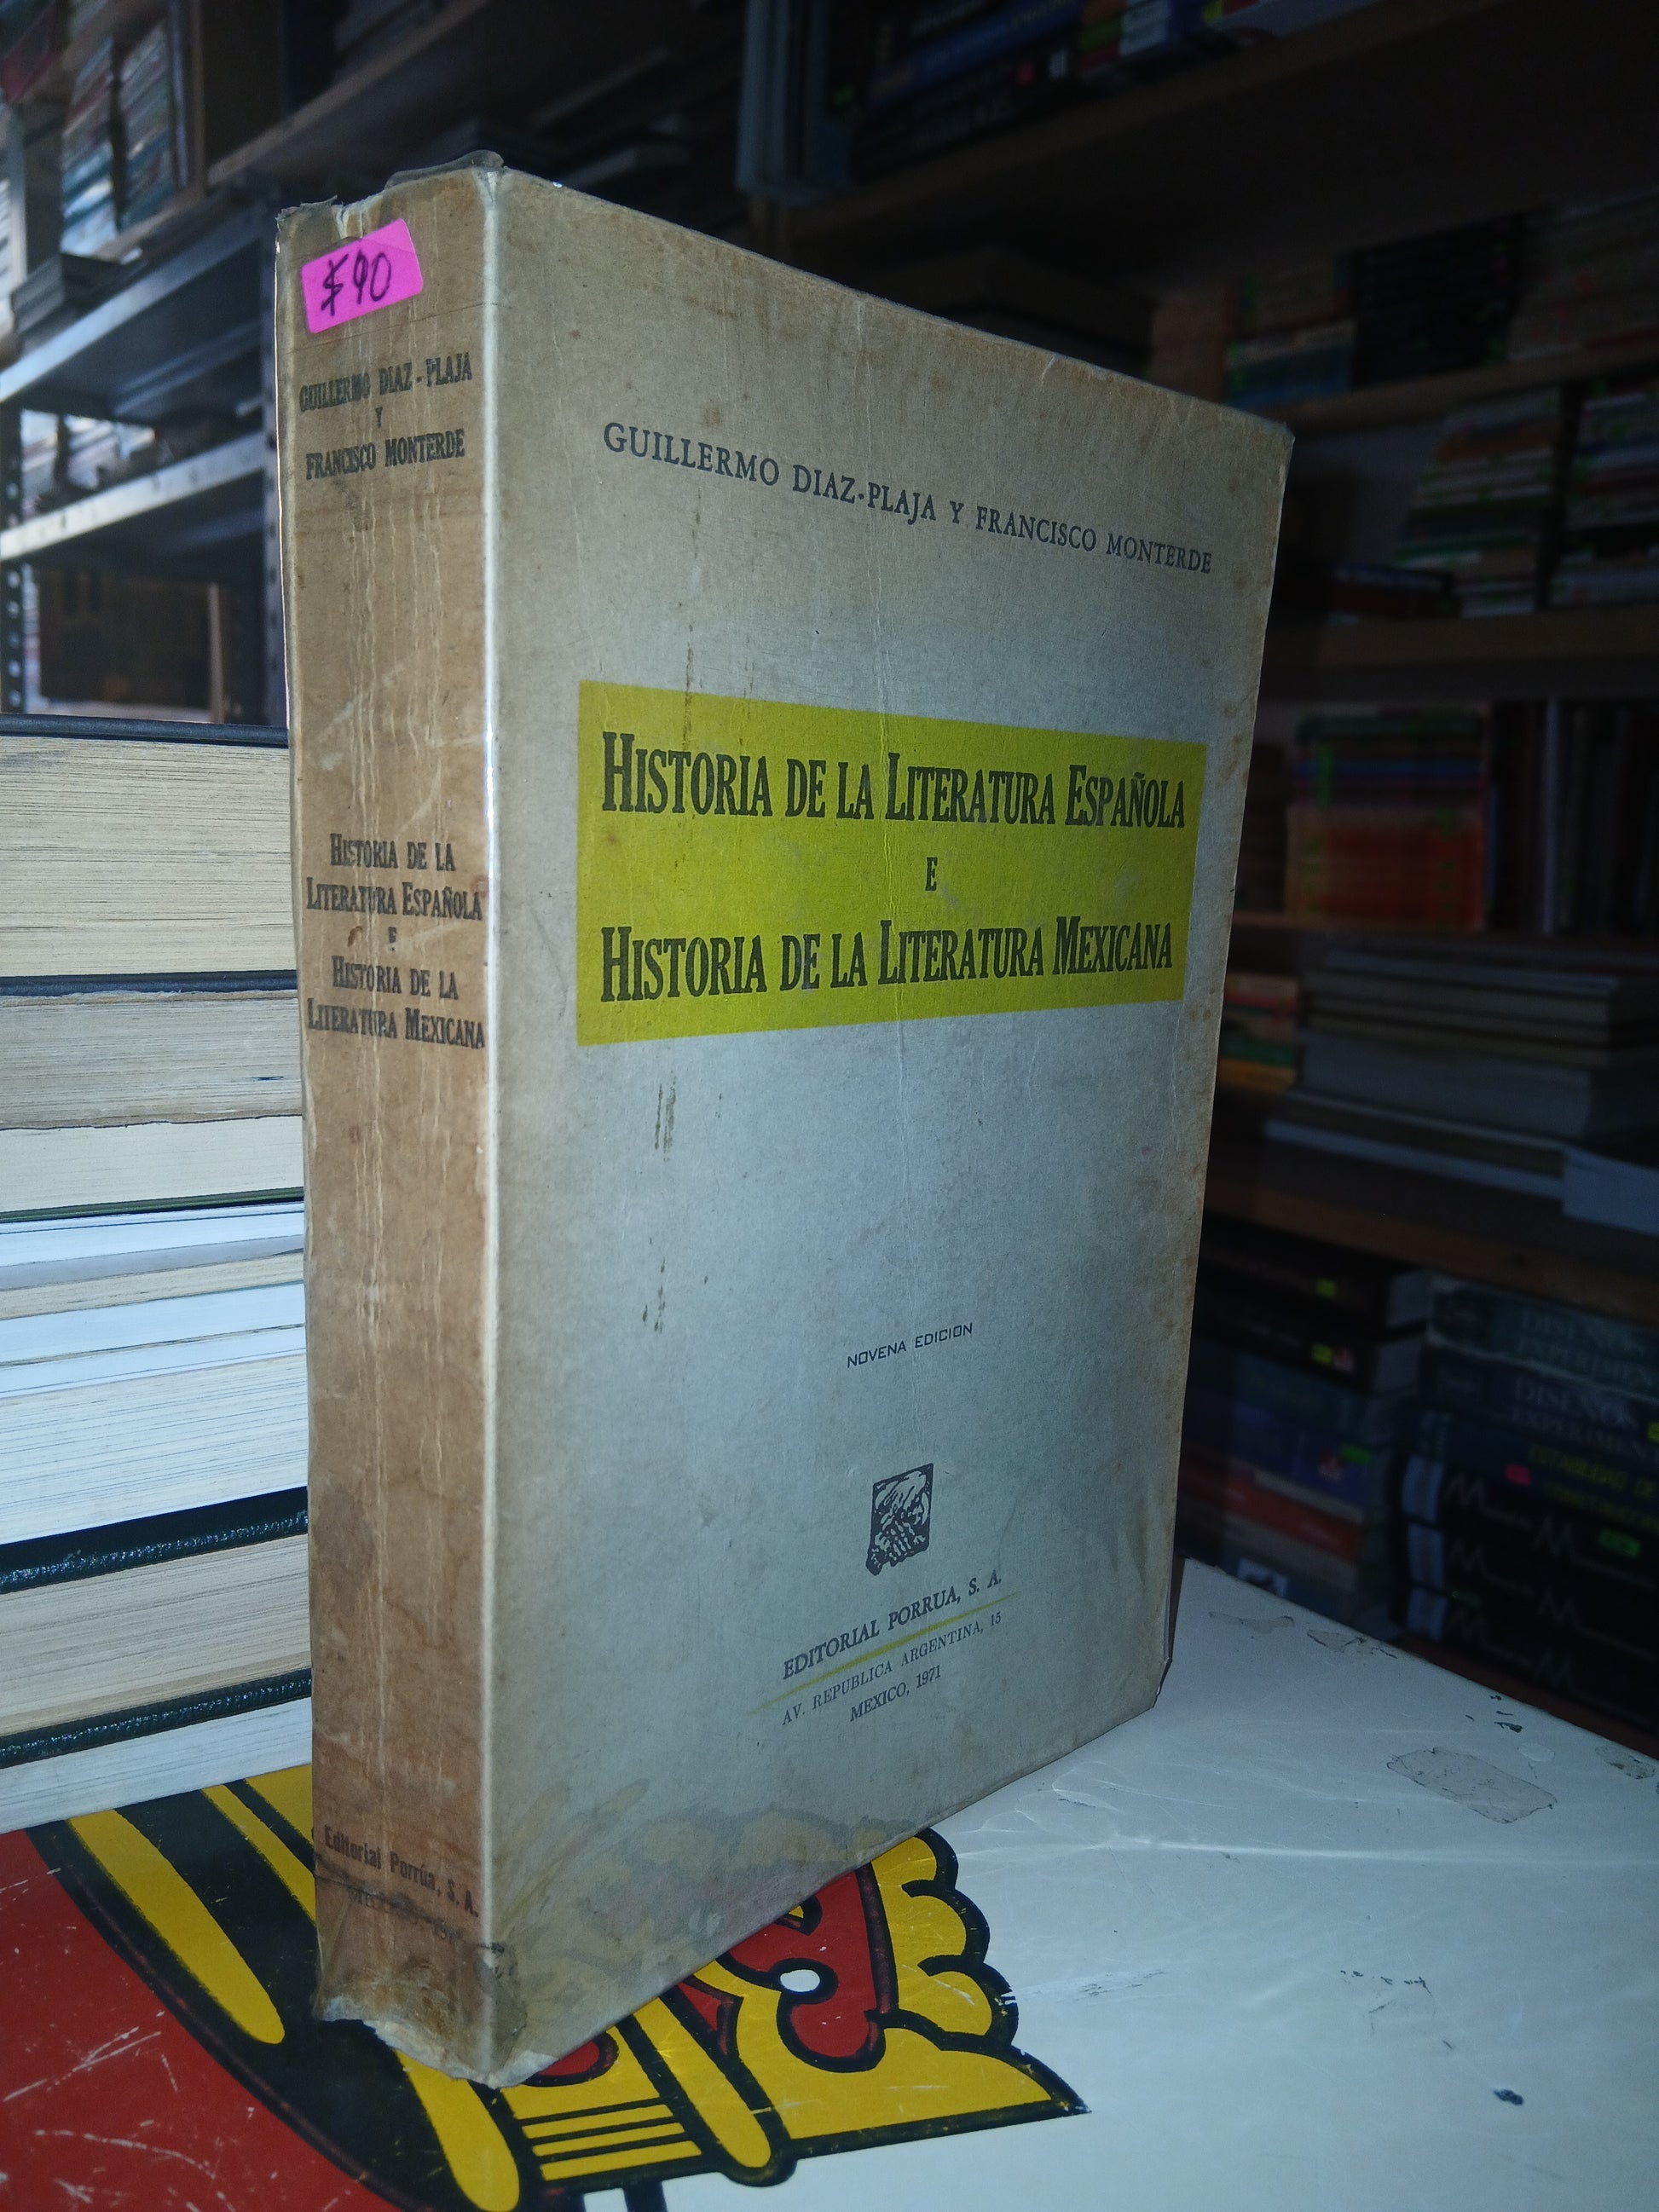 $90
GUILLERMO DIAZ-PLAJA
Y
FRANCISCO MONTERDE
HISTORIA DE LA
LITERATURA ESPAÑOLA
E
HISTORIA DE LA
LITERATURA MEXICANA
Editorial Porrúa, S. A.
GUILLERMO DIAZ-PLAJA Y FRANCISCO MONTERDE
HISTORIA DE LA LITERATURA ESPAÑOLA
E
HISTORIA DE LA LITERATURA MEXICANA
NOVENA EDICION
EDITORIAL PORRUA, S. A.
AV. REPUBLICA ARGENTINA, 15
MEXICO, 1971
DISEÑOS
DISEÑOS